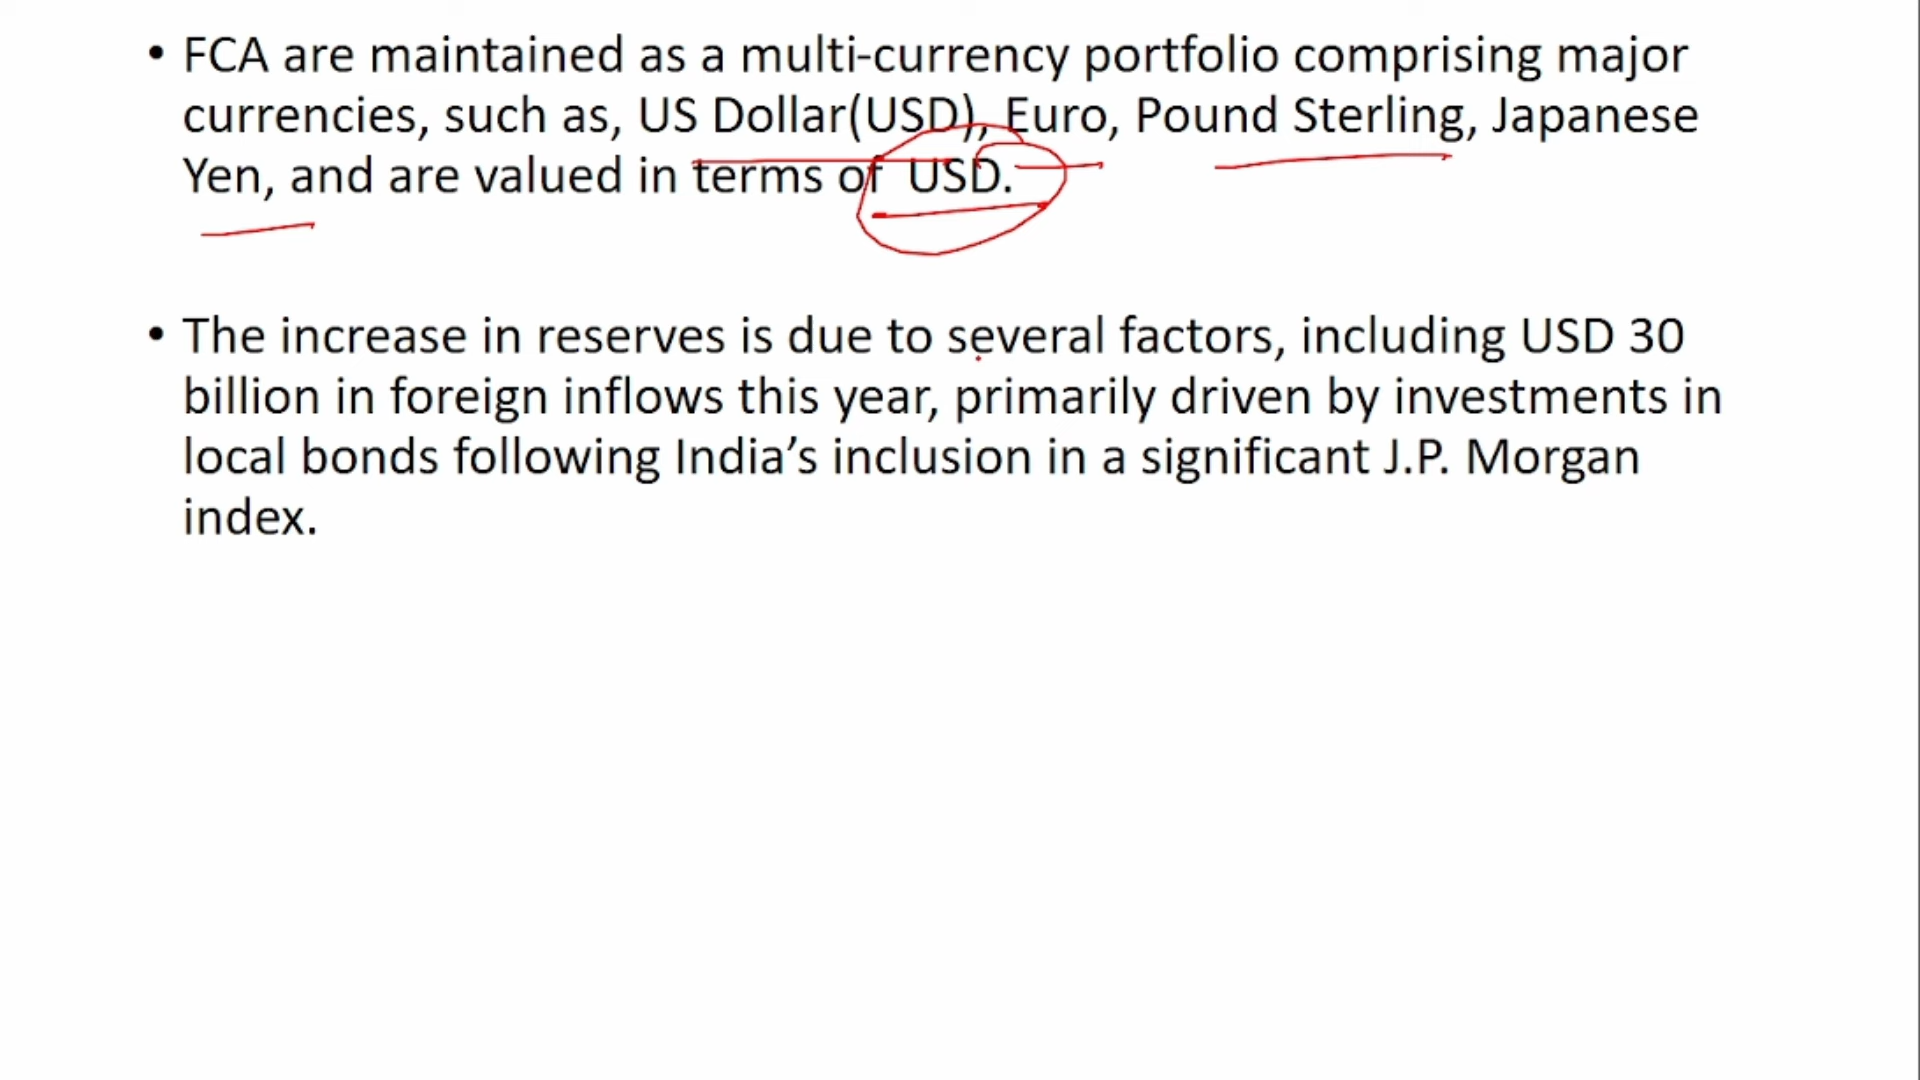 • FCA are maintained as a multi-currency portfolio comprising major
currencies, such as, US Dollar(USD), Euro, Pound Sterling, Japanese
Yen, and are valued in terms of USD.
• The increase in reserves is due to several factors, including USD 30
billion in foreign inflows this year, primarily driven by investments in
local bonds following India’s inclusion in a significant J.P. Morgan
index.